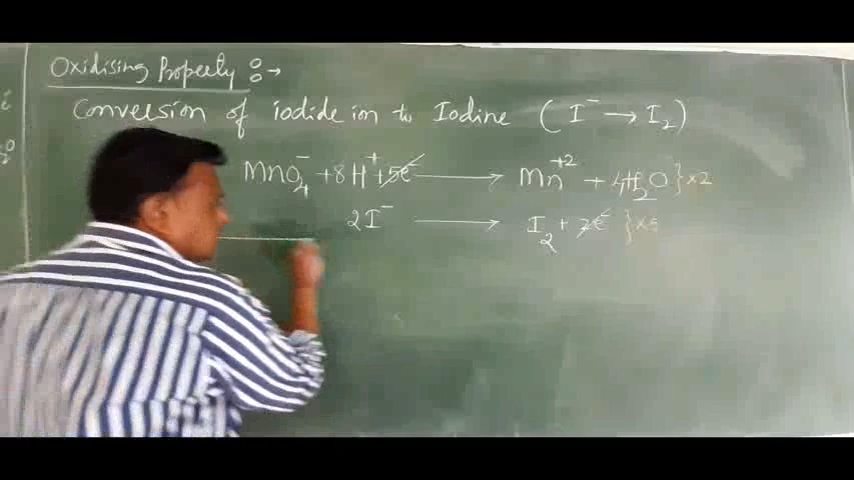 Oxidising Property :→
Conversion of iodide ion to Iodine (I⁻ → I₂)
MnO₄⁻ + 8H⁺ + 5e⁻ → Mn⁺² + 4H₂O } ×2
2I⁻ → I₂ + 2e⁻ } ×5